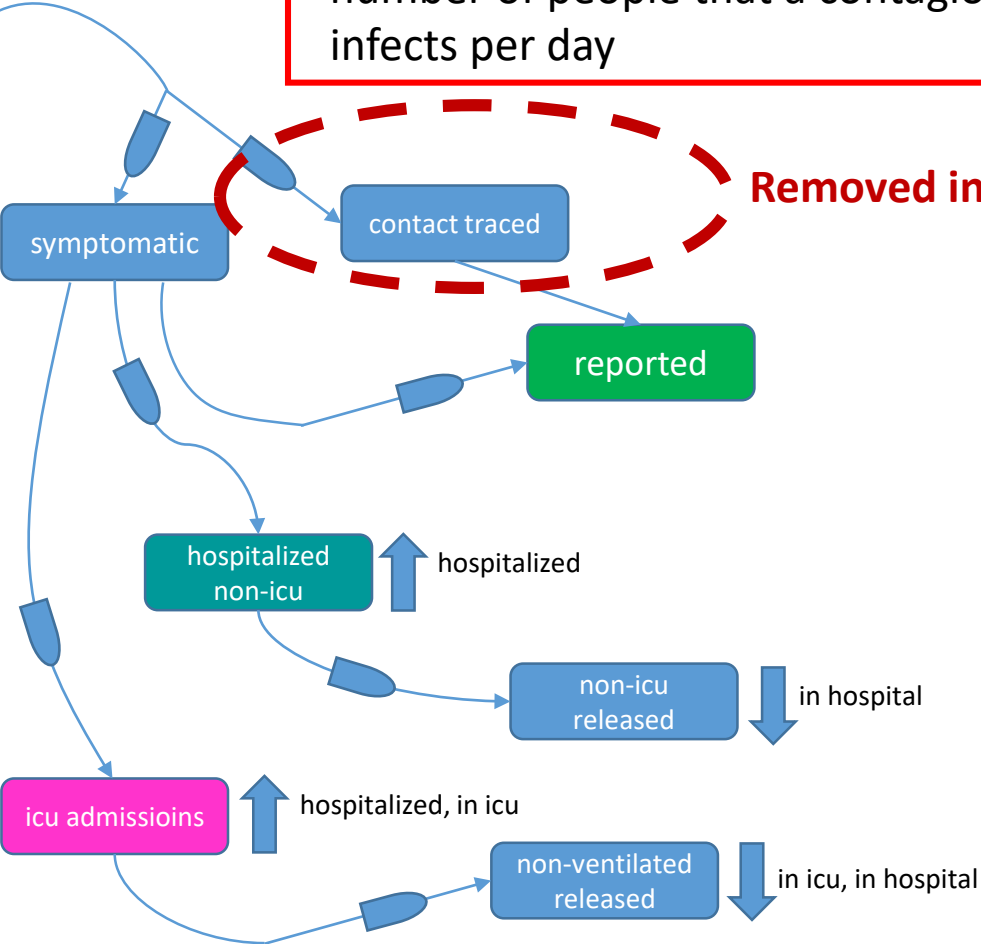 infects per day
Removed
symptomatic
contact traced
reported
hospitalized
non-icu
hospitalized
non-icu
released
in hospital
icu admissioins
hospitalized, in icu
non-ventilated
released
in icu, in hospital